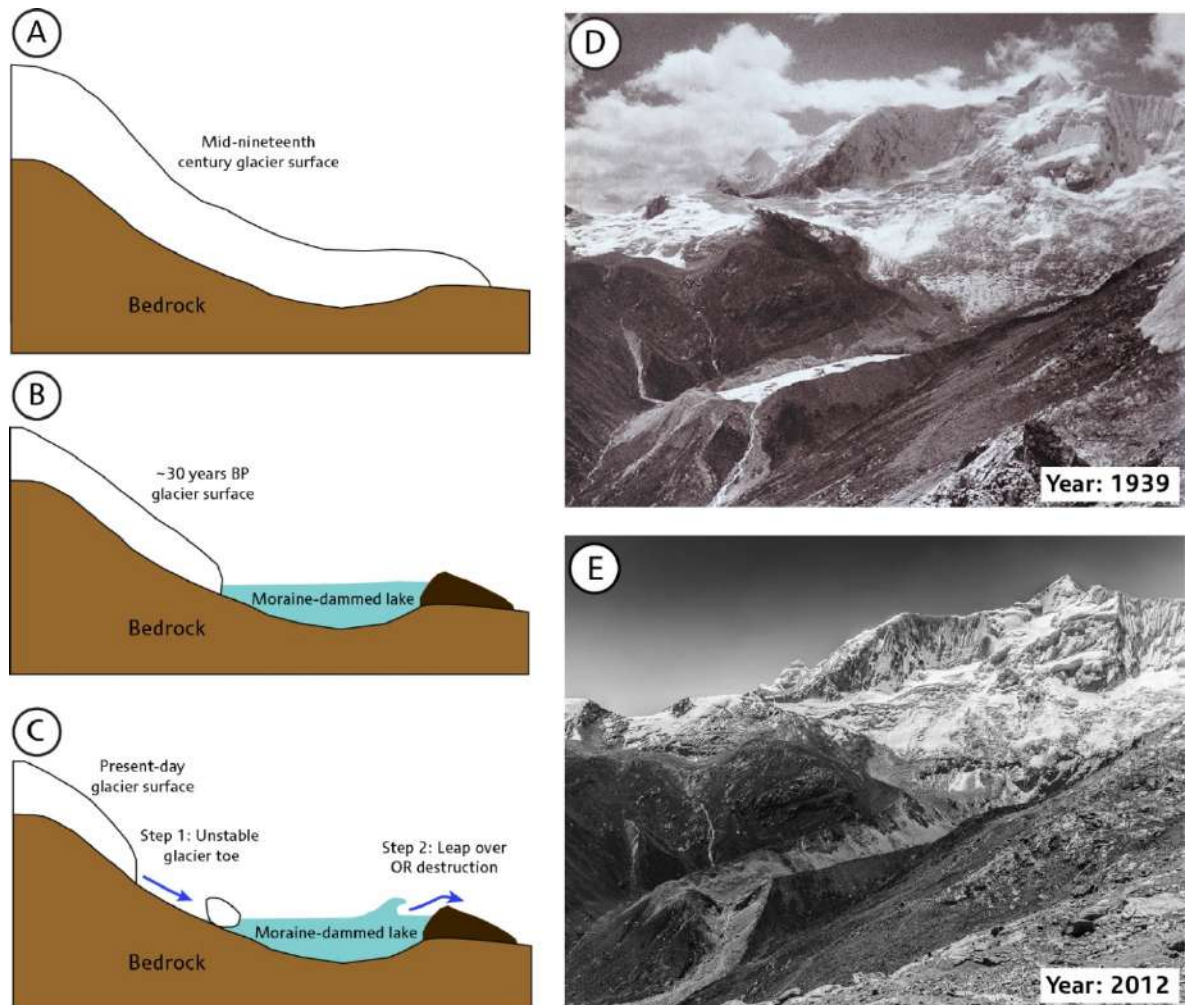 A
Mid-nineteenth
century glacier surface
Bedrock
B
~30 years BP
glacier surface
Moraine-dammed lake
Bedrock
C
Present-day
glacier surface
Step 1: Unstable
glacier toe
Step 2: Leap over
OR destruction
Moraine-dammed lake
Bedrock
D
Year: 1939
E
Year: 2012